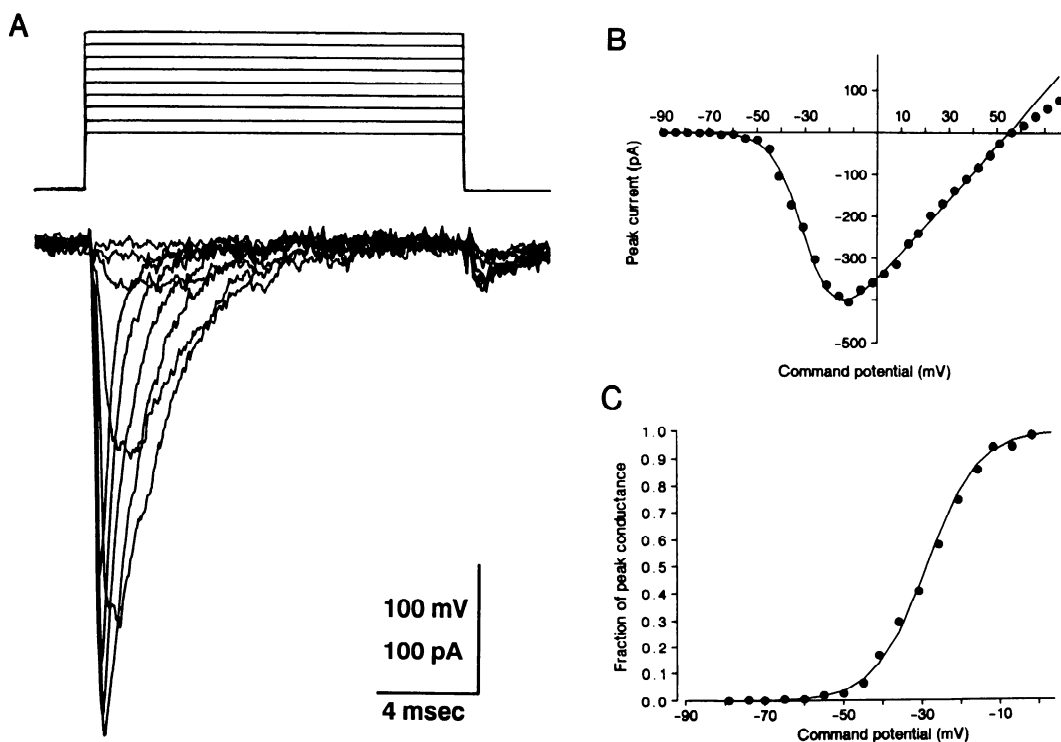 A
100 mV
100 pA
4 msec
B
100
-90 -70 -50 -30 10 30 50
-100
-200
-300
-500
Peak current (pA)
Command potential (mV)
C
1.0
0.9
0.8
0.7
0.6
0.5
0.4
0.3
0.2
0.1
0.0
-90 -70 -50 -30 -10
Fraction of peak conductance
Command potential (mV)